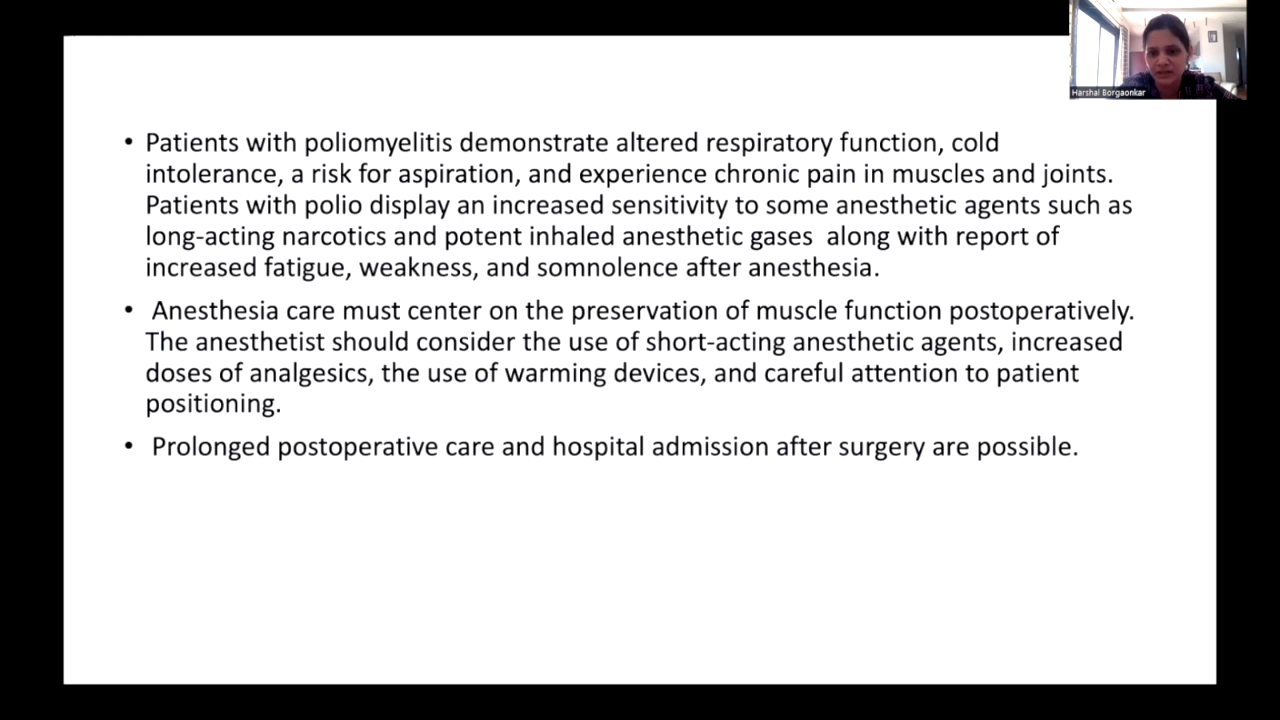 Harshal Borgaonkar
• Patients with poliomyelitis demonstrate altered respiratory function, cold
intolerance, a risk for aspiration, and experience chronic pain in muscles and joints.
Patients with polio display an increased sensitivity to some anesthetic agents such as
long-acting narcotics and potent inhaled anesthetic gases  along with report of
increased fatigue, weakness, and somnolence after anesthesia.
•  Anesthesia care must center on the preservation of muscle function postoperatively.
The anesthetist should consider the use of short-acting anesthetic agents, increased
doses of analgesics, the use of warming devices, and careful attention to patient
positioning.
•  Prolonged postoperative care and hospital admission after surgery are possible.